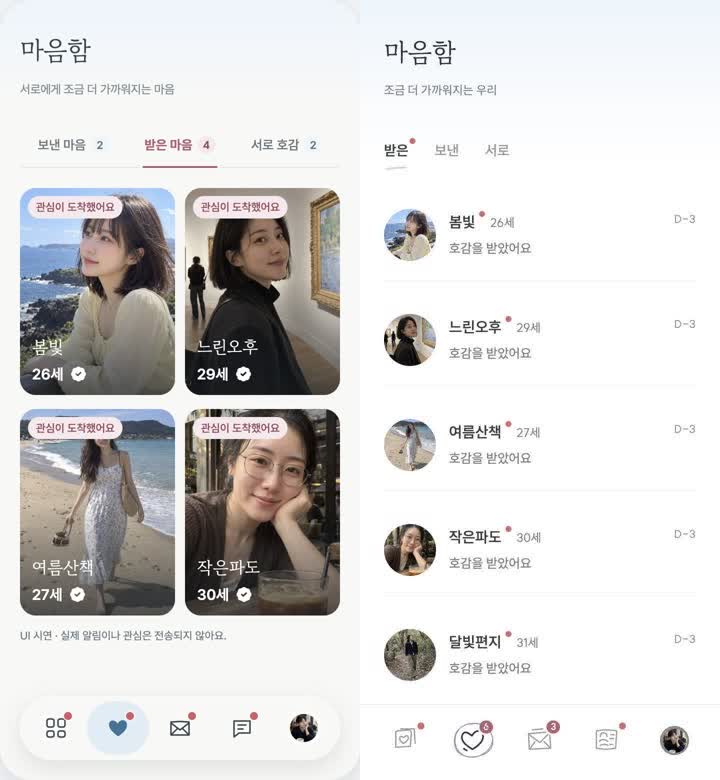 마음함
서로에게 조금 더 가까워지는 마음
보낸 마음 2 받은 마음 4 서로 호감 2
관심이 도착했어요
봄빛
26세
관심이 도착했어요
느린오후
29세
관심이 도착했어요
여름산책
27세
관심이 도착했어요
작은파도
30세
UI 시연 · 실제 알림이나 관심은 전송되지 않아요.
마음함
조금 더 가까워지는 우리
받은 보낸 서로
봄빛 26세 D-3
호감을 받았어요
느린오후 29세 D-3
호감을 받았어요
여름산책 27세 D-3
호감을 받았어요
작은파도 30세 D-3
호감을 받았어요
달빛편지 31세 D-3
호감을 받았어요
6 3